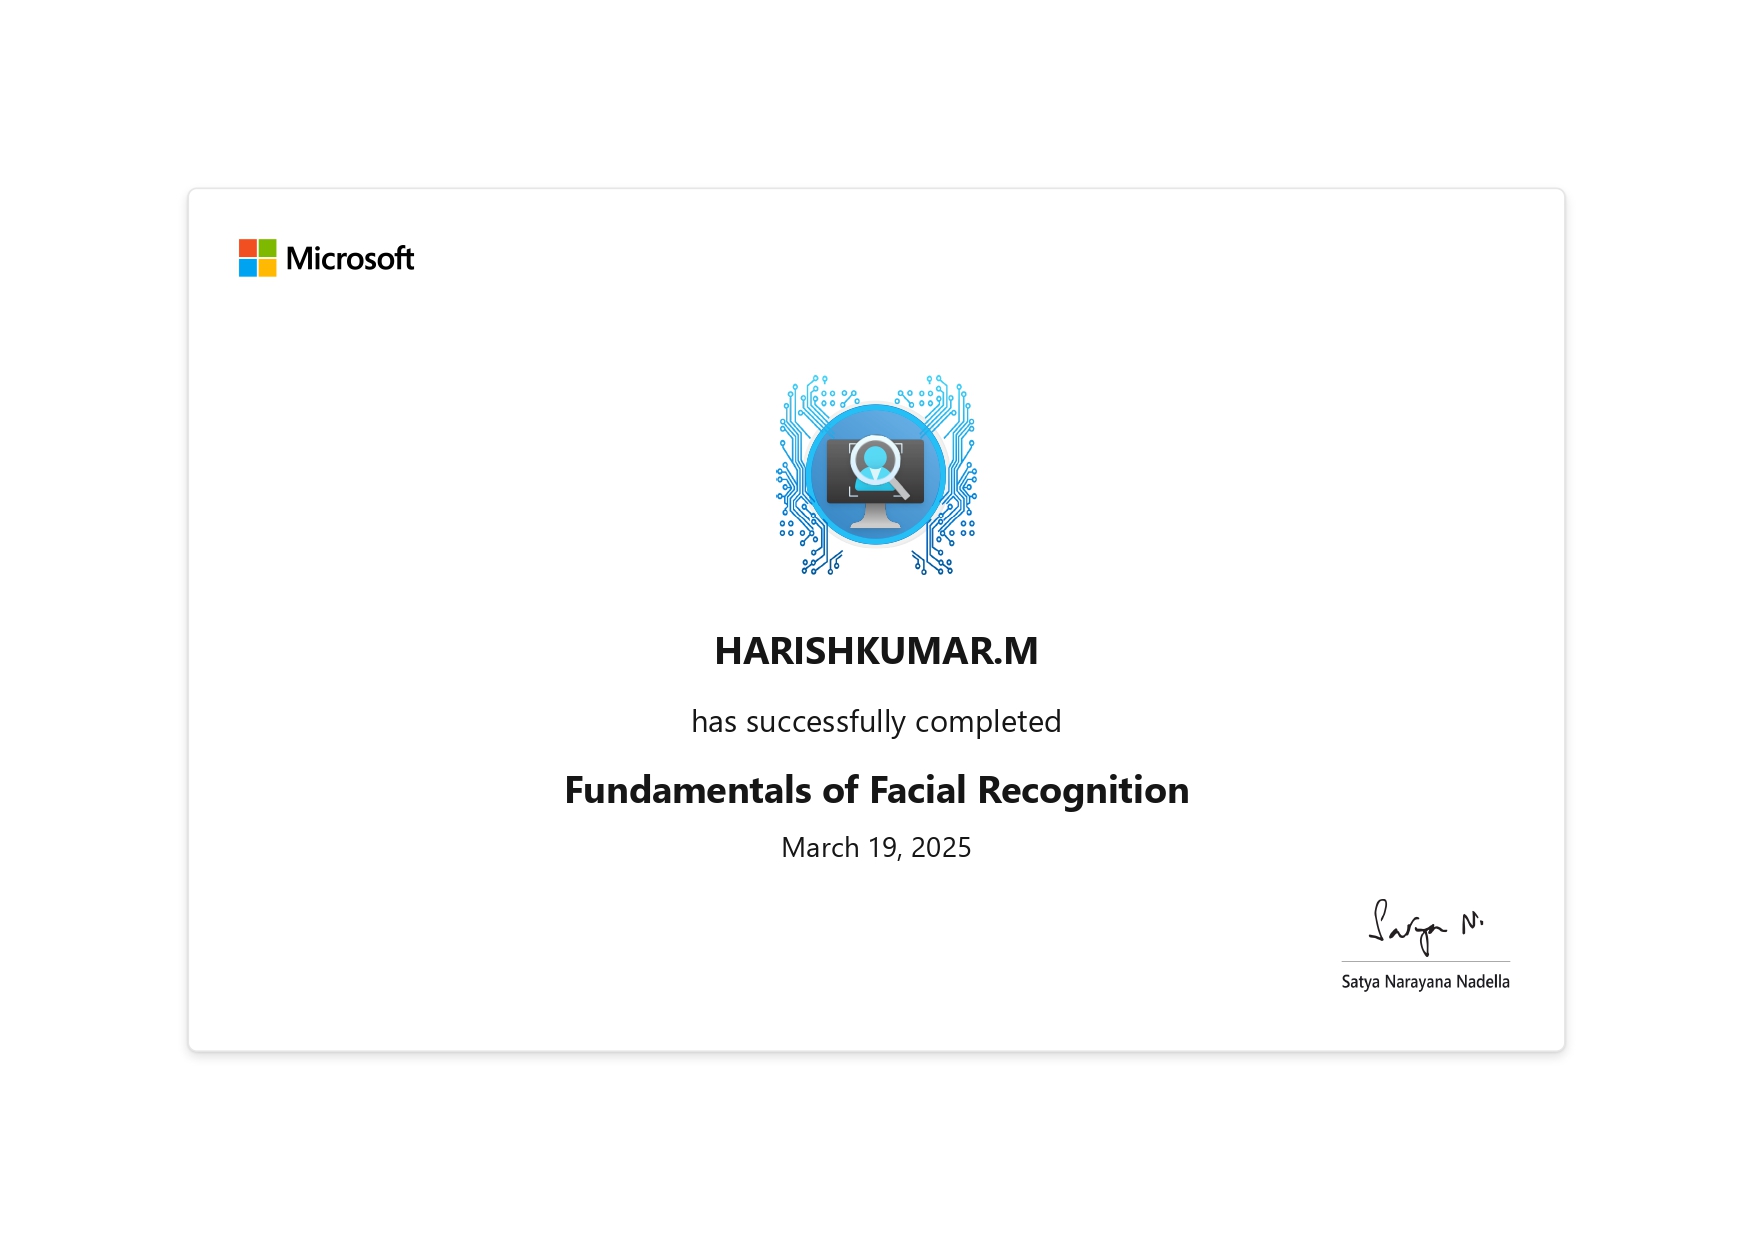 Microsoft
HARISHKUMAR.M
has successfully completed
Fundamentals of Facial Recognition
March 19, 2025
Satya N.
Satya Narayana Nadella